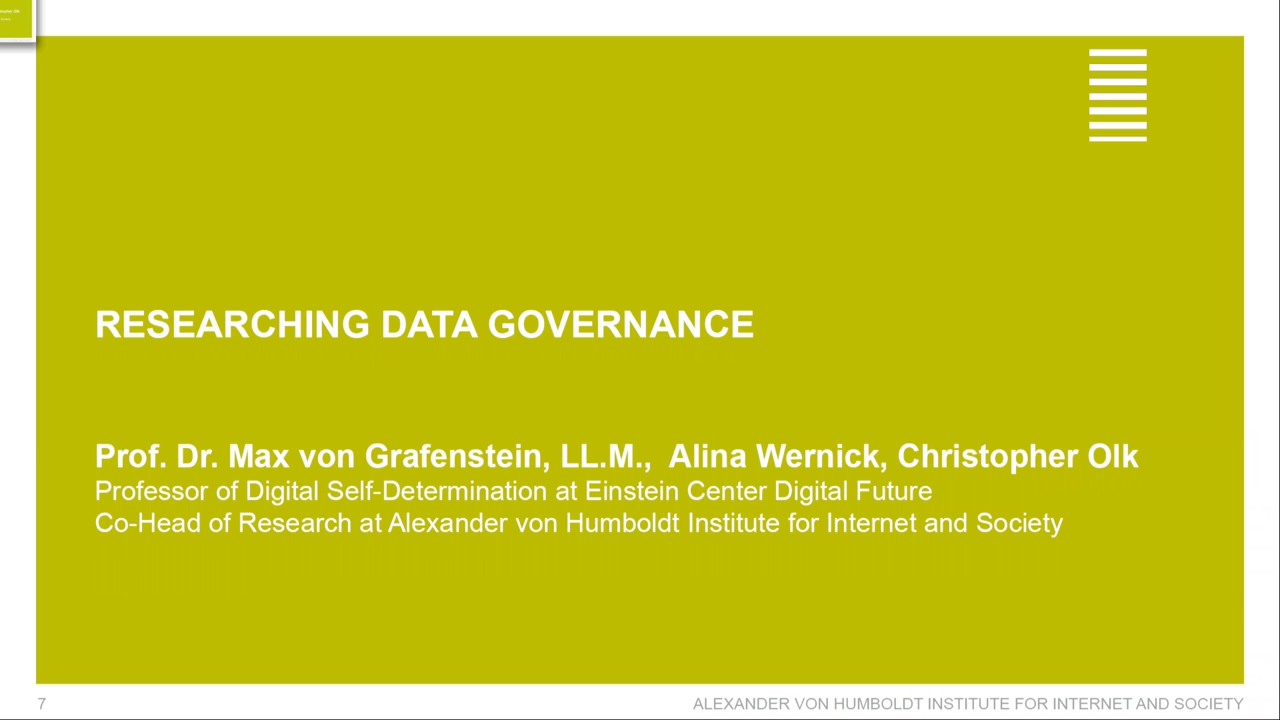 RESEARCHING DATA GOVERNANCE
Prof. Dr. Max von Grafenstein, LL.M., Alina Wernick, Christopher Olk
Professor of Digital Self-Determination at Einstein Center Digital Future
Co-Head of Research at Alexander von Humboldt Institute for Internet and Society
7
ALEXANDER VON HUMBOLDT INSTITUTE FOR INTERNET AND SOCIETY